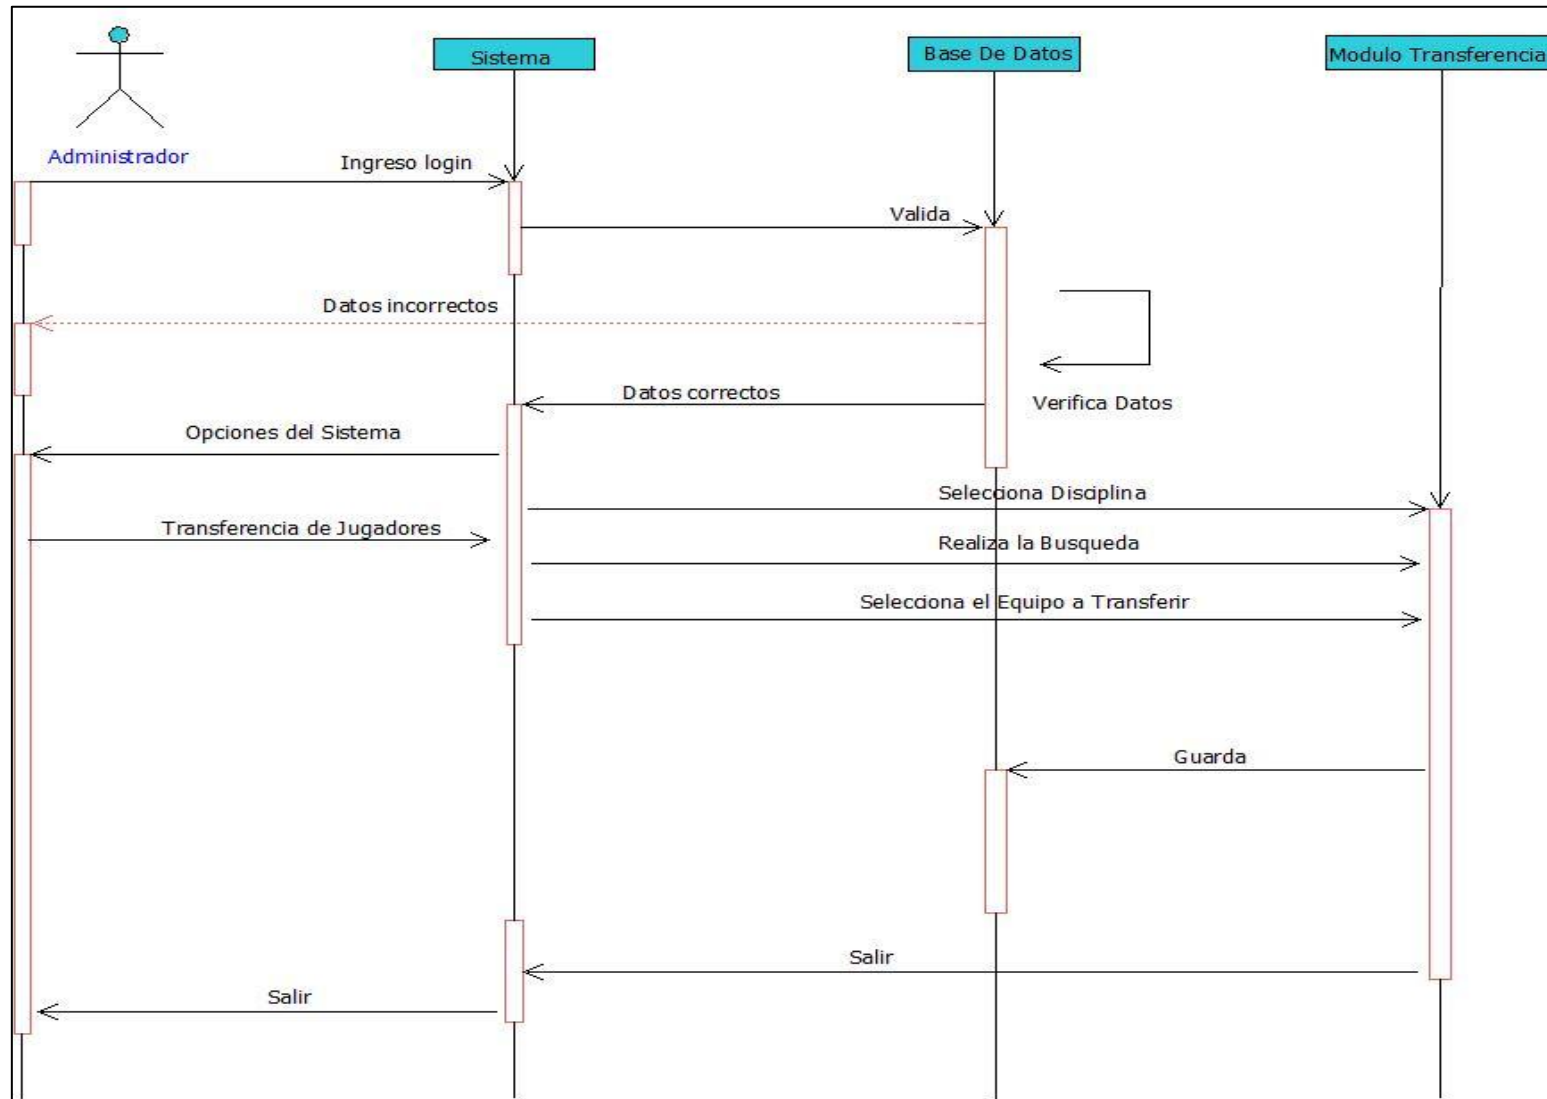 Sistema
Base De Datos
Modulo Transferencia
Administrador
Ingreso login
Valida
Datos incorrectos
Datos correctos
Verifica Datos
Opciones del Sistema
Selecciona Disciplina
Transferencia de Jugadores
Realiza la Busqueda
Selecciona el Equipo a Transferir
Guarda
Salir
Salir